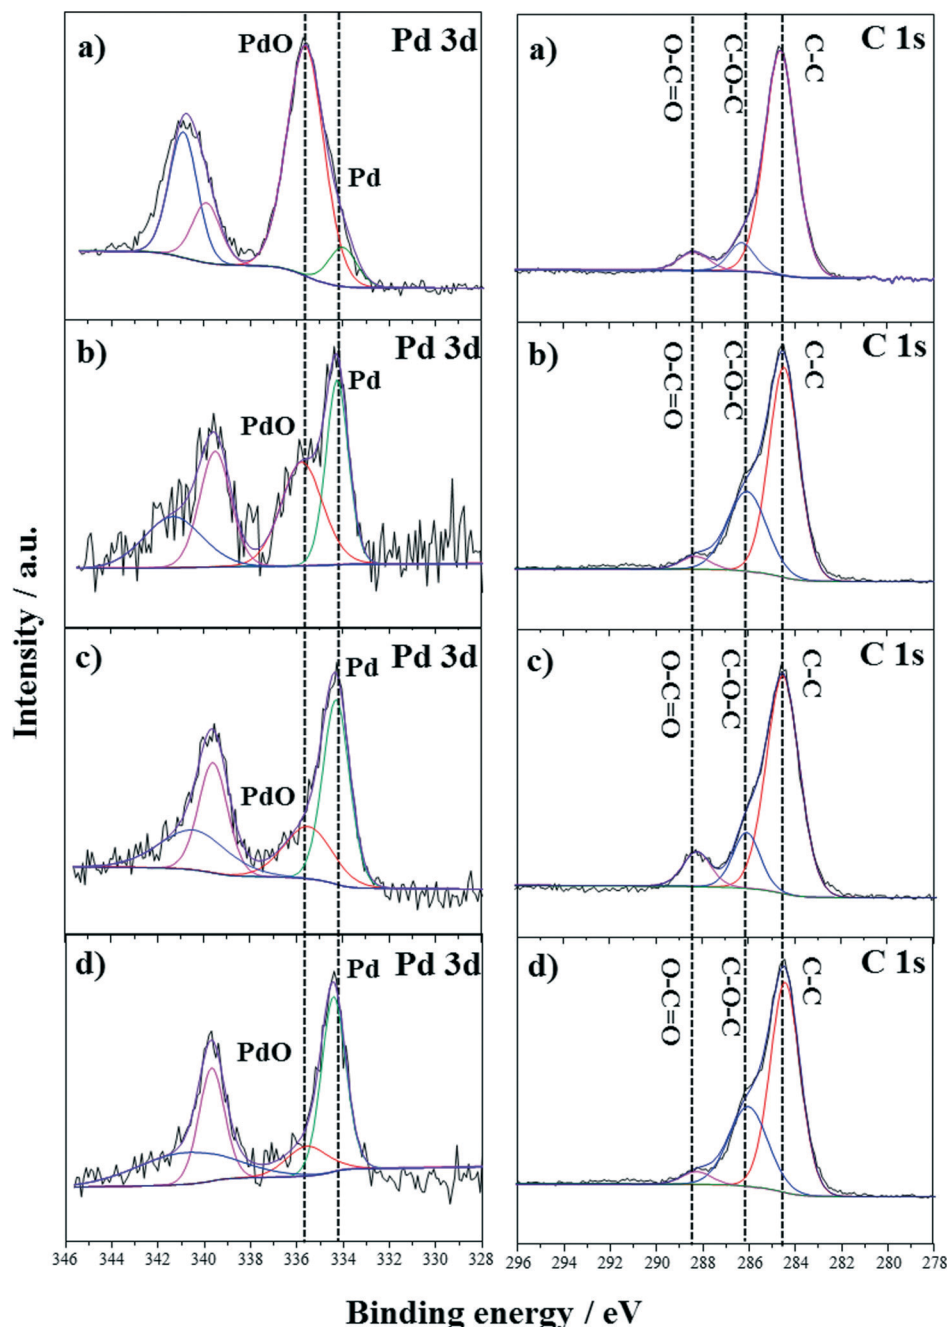 a)
PdO
Pd 3d
Pd
b)
Pd 3d
Pd
PdO
c)
Pd
Pd 3d
PdO
d)
Pd
Pd 3d
PdO
346 344 342 340 338 336 334 332 330 328
a)
O-C=O
C-O-C
C-C
C 1s
b)
O-C=O
C-O-C
C-C
C 1s
c)
O-C=O
C-O-C
C-C
C 1s
d)
O-C=O
C-O-C
C-C
C 1s
296 294 292 290 288 286 284 282 280 278
Intensity / a.u.
Binding energy / eV